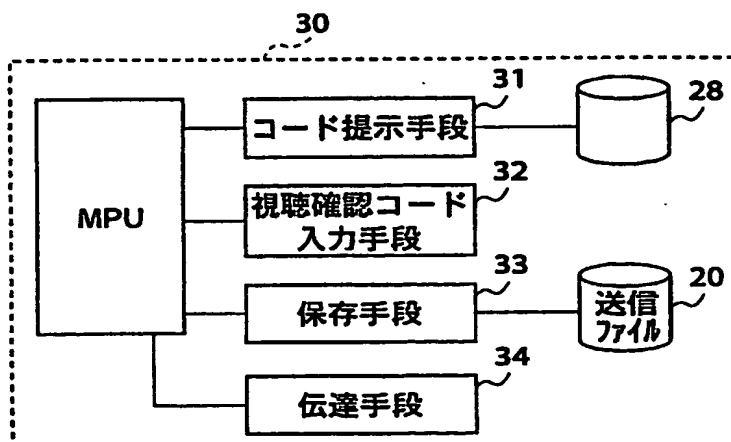 30
31
コード提示手段
28
MPU
32
視聴確認コード
入力手段
33
保存手段
20
送信
ファイル
34
伝達手段